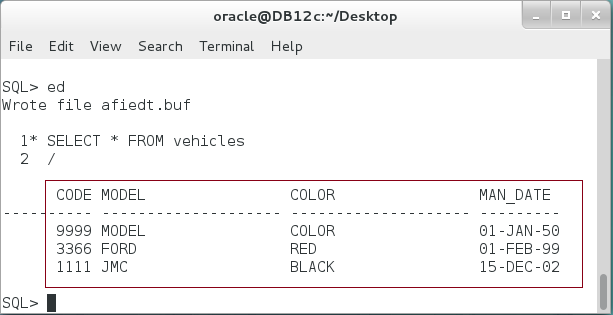 oracle@DB12c:~/Desktop
File Edit View Search Terminal Help
SQL> ed
Wrote file afiedt.buf
1* SELECT * FROM vehicles
2 /
CODE MODEL COLOR MAN_DATE
---------- -------------------- -------------------- ---------
9999 MODEL COLOR 01-JAN-50
3366 FORD RED 01-FEB-99
1111 JMC BLACK 15-DEC-02
SQL>